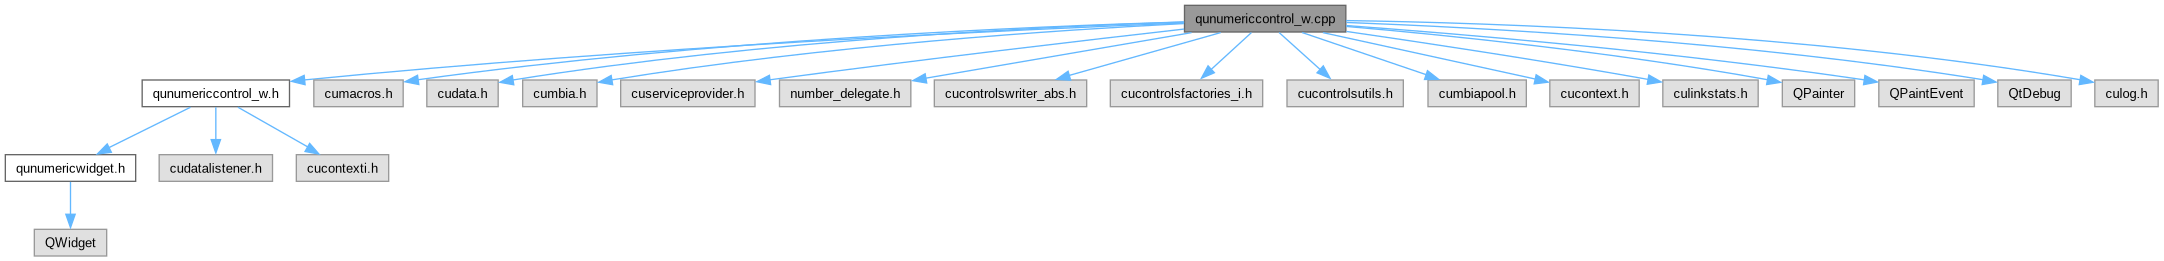 qunumericcontrol_w.cpp
qunumericcontrol_w.h
cumacros.h
cudata.h
cumbia.h
cuserviceprovider.h
number_delegate.h
cucontrolswriter_abs.h
cucontrolsfactories_i.h
cucontrolsutils.h
cumbiapool.h
cucontext.h
culinkstats.h
QPainter
QPaintEvent
QtDebug
culog.h
qunumericwidget.h
cudatalistener.h
cucontexti.h
QWidget